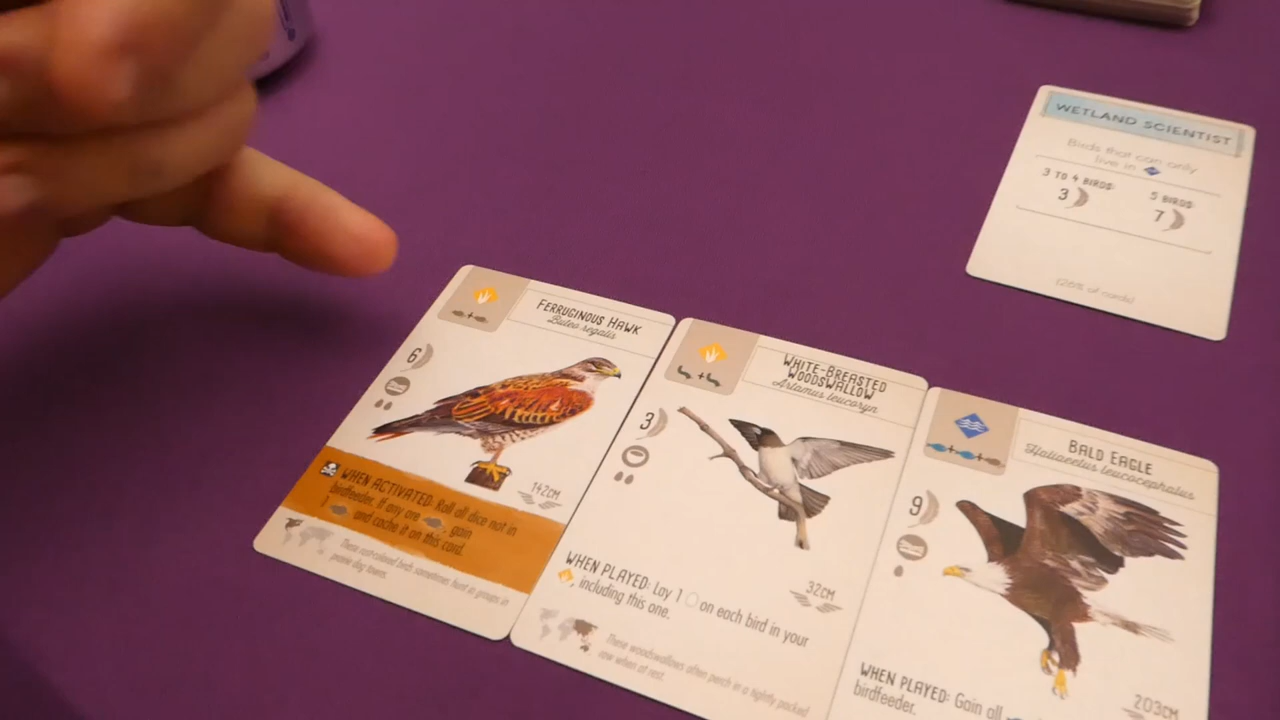 WETLAND SCIENTIST
Birds that can only
live in
3 TO 4 BIRDS:
3
5 BIRDS:
7
(26% of cards)
FERRUGINOUS HAWK
Buteo regalis
6
142CM
WHEN ACTIVATED: Roll all dice not in
birdfeeder. If any are , gain
1 and cache it on this card.
These rust-colored birds sometimes hunt in groups in
prairie dog towns.
WHITE-BREASTED
WOODSWALLOW
Artamus leucoryn
3
32CM
WHEN PLAYED: Lay 1 on each bird in your
, including this one.
These woodswallows often perch in a tightly packed
row when at rest.
BALD EAGLE
Haliaeetus leucocephalus
9
203CM
WHEN PLAYED: Gain all
birdfeeder.